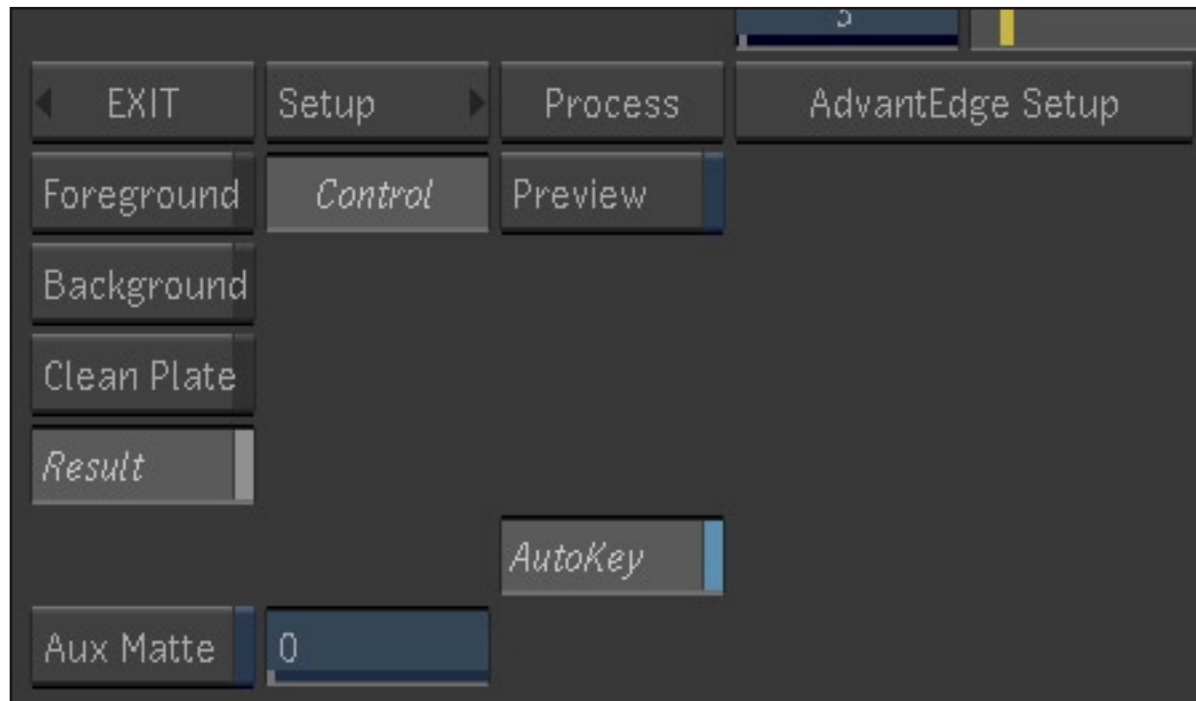 EXIT Setup Process AdvantEdge Setup
Foreground Control Preview
Background
Clean Plate
Result
AutoKey
Aux Matte 0